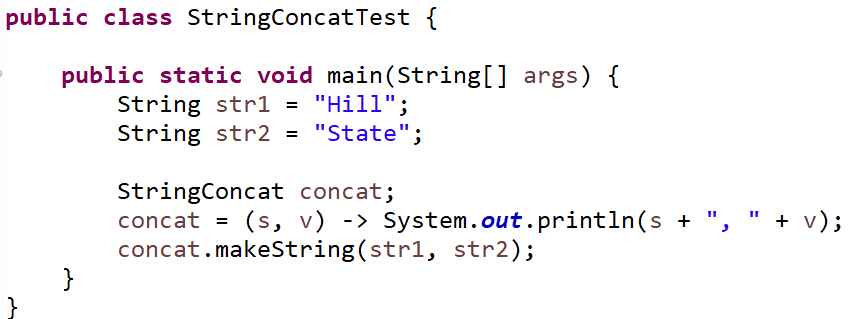 public class StringConcatTest {
public static void main(String[] args) {
String str1 = "Hill";
String str2 = "State";
StringConcat concat;
concat = (s, v) -> System.out.println(s + ", " + v);
concat.makeString(str1, str2);
}
}